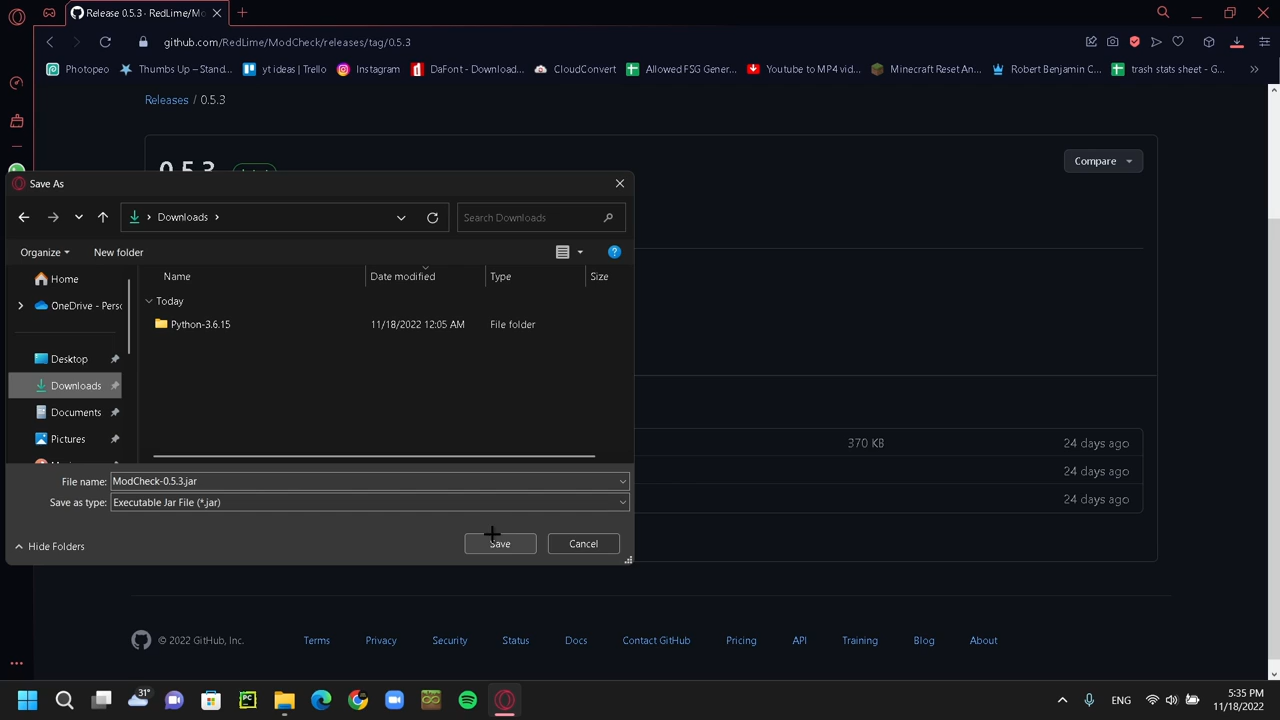 Release 0.5.3 · RedLime/Mo
github.com/RedLime/ModCheck/releases/tag/0.5.3
Photopeo
Thumbs Up – Stand...
yt ideas | Trello
Instagram
DaFont - Download...
CloudConvert
Allowed FSG Gener...
Youtube to MP4 vid...
Minecraft Reset An...
Robert Benjamin C...
trash stats sheet - G...
Releases / 0.5.3
0.5.3
Compare
Save As
Downloads
Search Downloads
Organize
New folder
Name
Date modified
Type
Size
Home
OneDrive - Perso
Desktop
Downloads
Documents
Pictures
Today
Python-3.6.15
11/18/2022 12:05 AM
File folder
370 KB
24 days ago
24 days ago
24 days ago
File name:
ModCheck-0.5.3.jar
Save as type:
Executable Jar File (*.jar)
Hide Folders
Save
Cancel
© 2022 GitHub, Inc.
Terms
Privacy
Security
Status
Docs
Contact GitHub
Pricing
API
Training
Blog
About
31°
PC
ENG
5:35 PM
11/18/2022